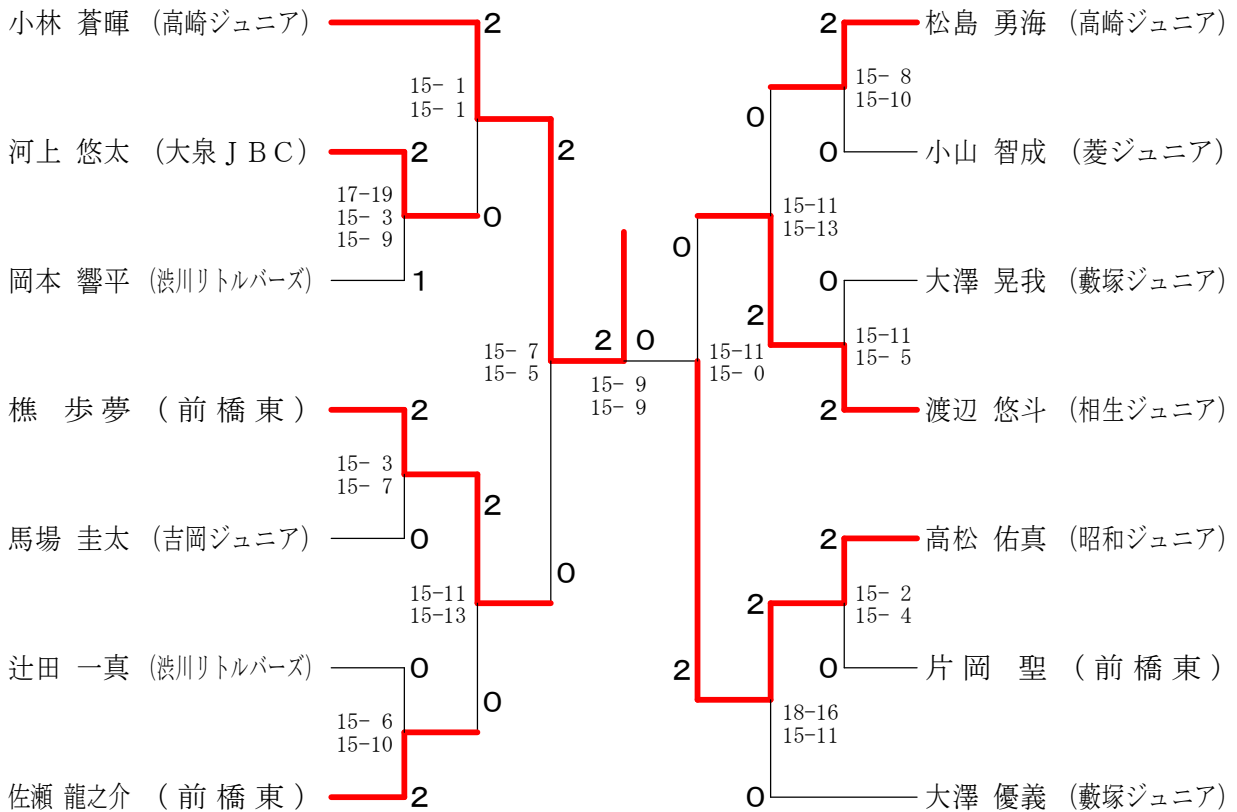 小林 蒼暉 (高崎ジュニア) 2
15- 1
15- 1
河上 悠太 (大泉ＪＢＣ) 2
17-19
15- 3
15- 9
0
岡本 響平 (渋川リトルバーズ) 1
2
15- 7
15- 5
樵 歩夢 (前橋東) 2
15- 3
15- 7
2
馬場 圭太 (吉岡ジュニア) 0
15-11
15-13
0
辻田 一真 (渋川リトルバーズ) 0
15- 6
15-10
0
佐瀬 龍之介 (前橋東) 2
2 0
15- 9
15- 9
2 松島 勇海 (高崎ジュニア)
15- 8
15-10
0
0 小山 智成 (菱ジュニア)
15-11
15-13
0
0 大澤 晃我 (藪塚ジュニア)
2
15-11
15- 5
15-11
15- 0
2 渡辺 悠斗 (相生ジュニア)
2 高松 佑真 (昭和ジュニア)
15- 2
15- 4
2
0 片岡 聖 (前橋東)
2
18-16
15-11
0 大澤 優義 (藪塚ジュニア)